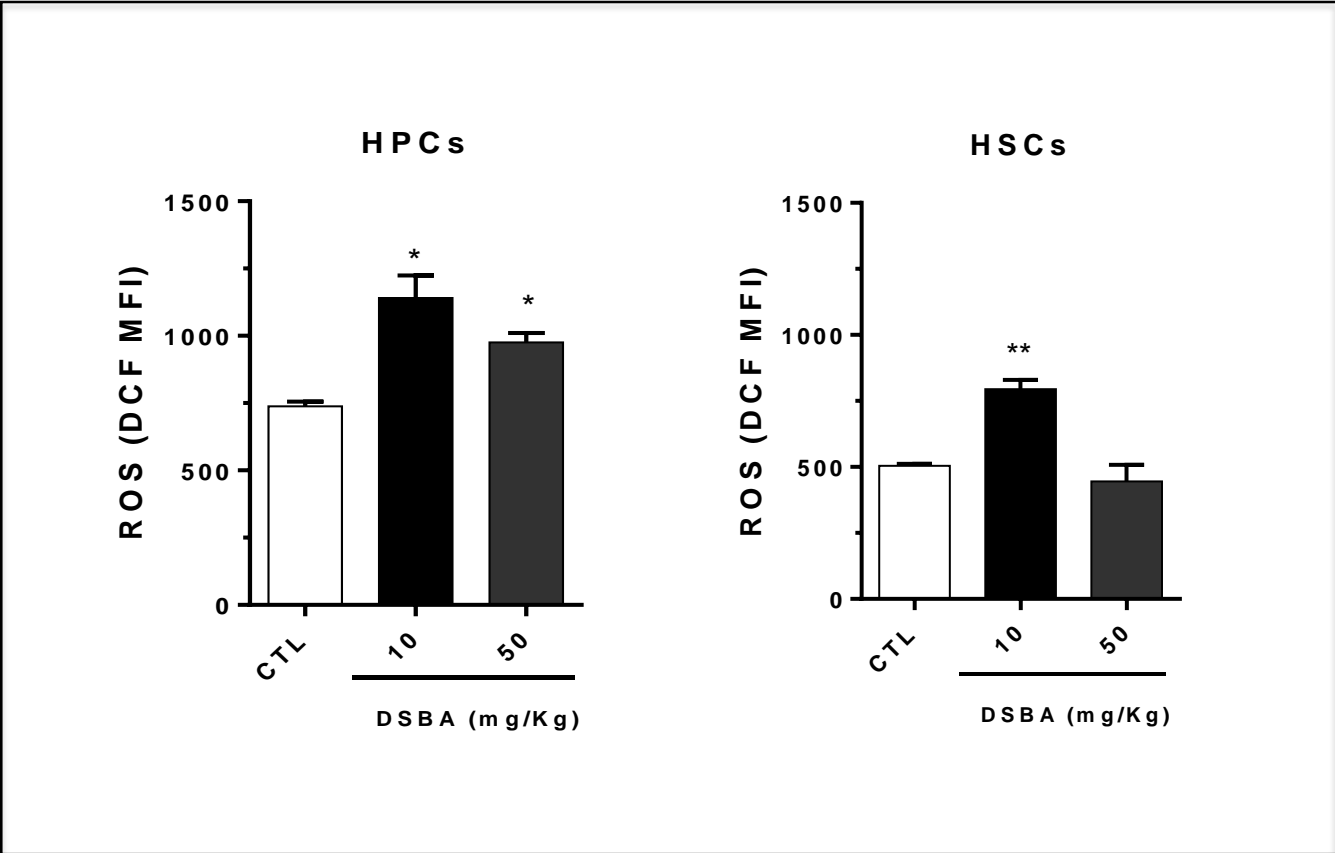 HPCs
1500
*
*
1000
500
0
ROS (DCF MFI)
CTL
10
50
DSBA (mg/Kg)
HSCs
1500
**
1000
500
0
ROS (DCF MFI)
CTL
10
50
DSBA (mg/Kg)